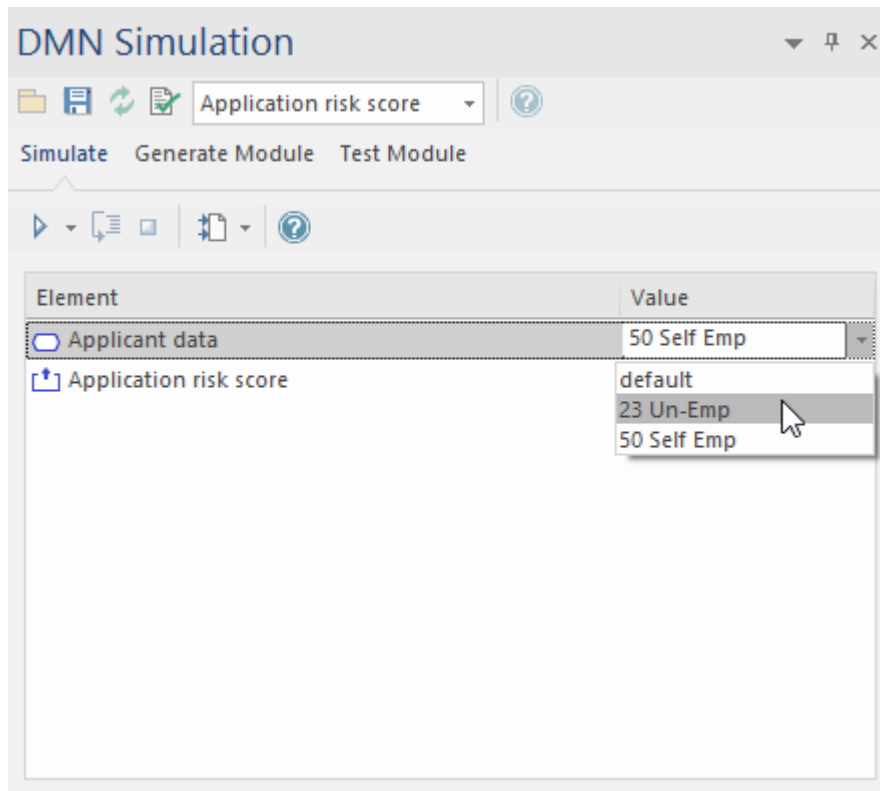 DMN Simulation
Application risk score
Simulate Generate Module Test Module
Element Value
Applicant data 50 Self Emp
Application risk score default
23 Un-Emp
50 Self Emp